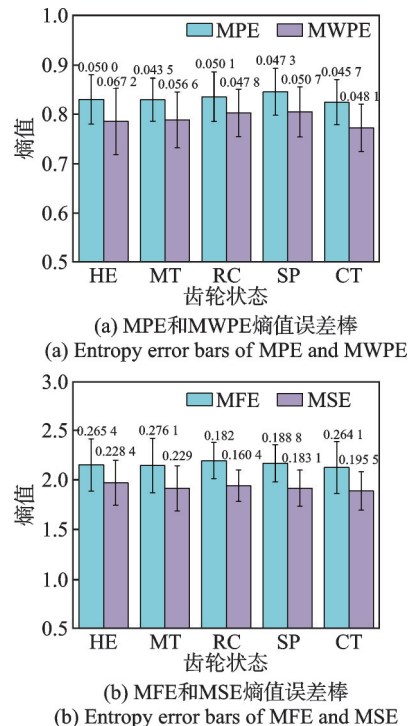 1.0
MPE MWPE
0.050 0 0.067 2 0.043 5 0.056 6 0.050 1 0.047 8 0.047 3 0.050 7 0.045 7 0.048 1
0.9
0.8
0.7
0.6
0.5
熵值
HE MT RC SP CT
齿轮状态
(a) MPE和MWPE熵值误差棒
(a) Entropy error bars of MPE and MWPE
3.0
MFE MSE
0.265 4 0.228 4 0.276 1 0.229 0.182 0.160 4 0.188 8 0.183 1 0.264 1 0.195 5
2.5
2.0
1.5
1.0
0.5
熵值
HE MT RC SP CT
齿轮状态
(b) MFE和MSE熵值误差棒
(b) Entropy error bars of MFE and MSE